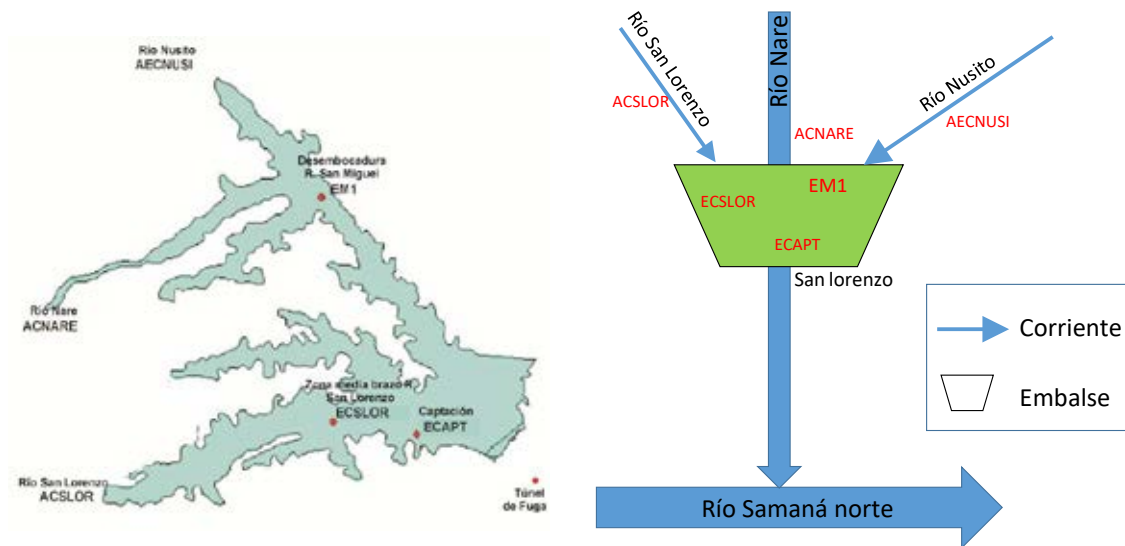 Río Nusito
AECNUSI
Desembocadura
R. San Miguel
EM1
Río Nare
ACNARE
Zona media brazo R.
San Lorenzo
ECSLOR
Captación
ECAPT
Río San Lorenzo
ACSLOR
Túnel
de Fuga
Río San Lorenzo
ACSLOR
Río Nare
ACNARE
Río Nusito
AECNUSI
EM1
ECSLOR
ECAPT
San lorenzo
Corriente
Embalse
Río Samaná norte